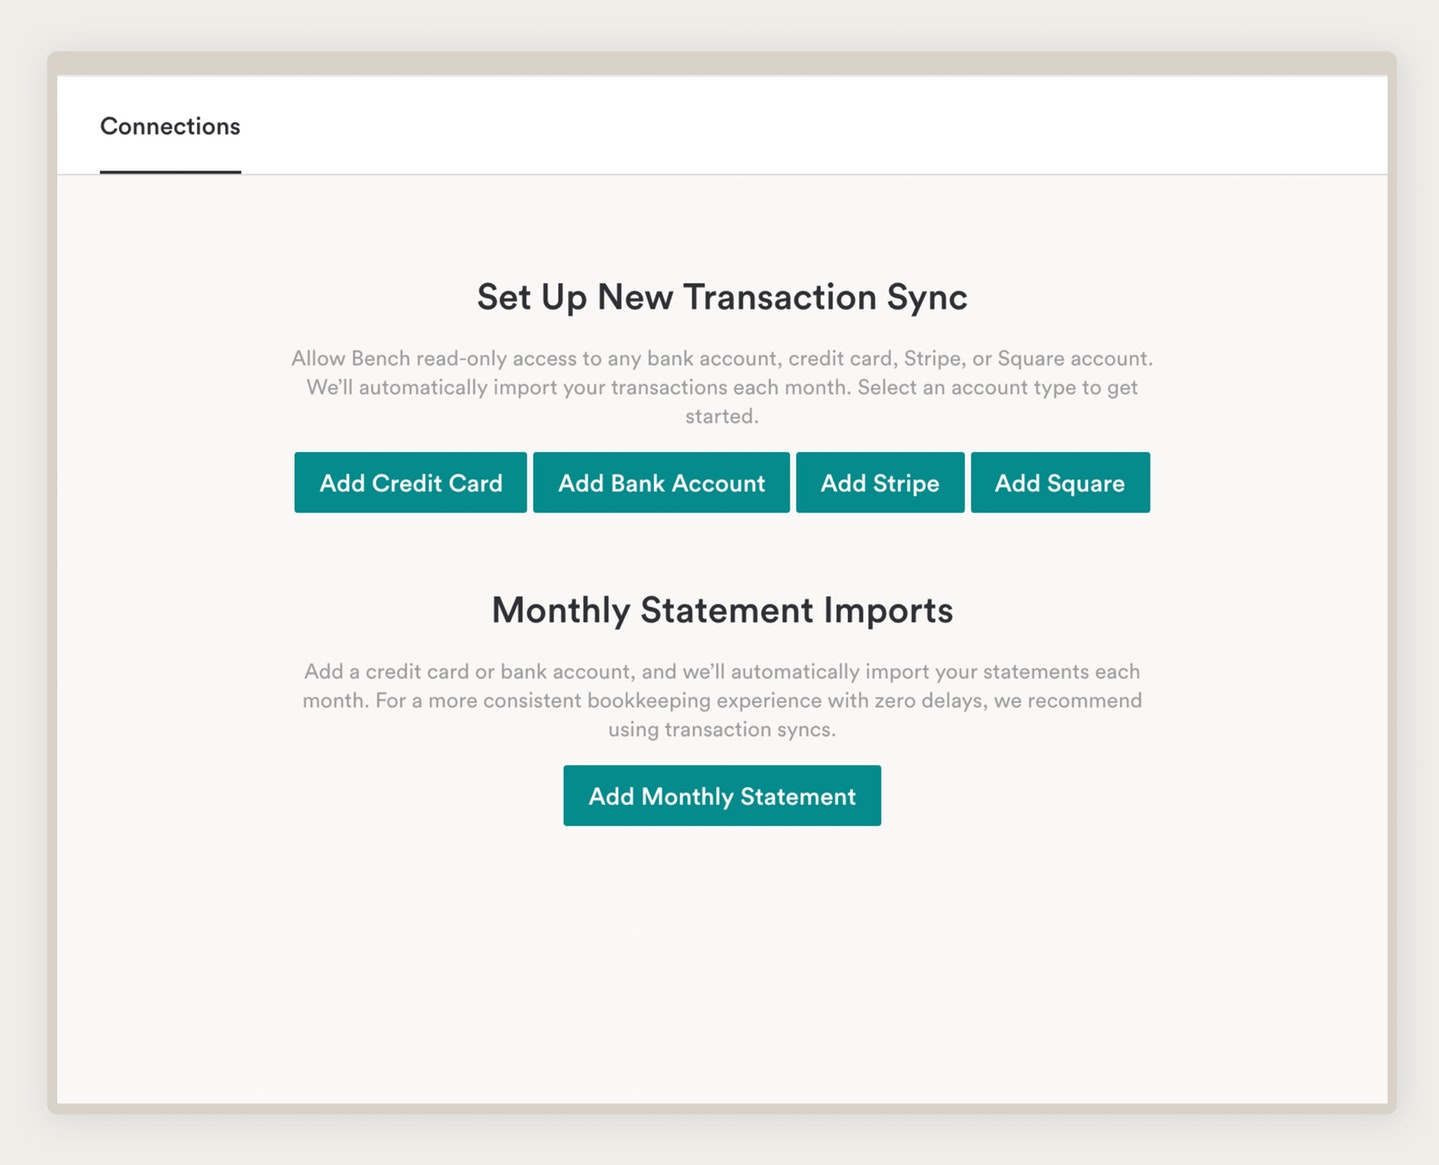 Connections
Set Up New Transaction Sync
Allow Bench read-only access to any bank account, credit card, Stripe, or Square account.
We’ll automatically import your transactions each month. Select an account type to get
started.
Add Credit Card
Add Bank Account
Add Stripe
Add Square
Monthly Statement Imports
Add a credit card or bank account, and we’ll automatically import your statements each
month. For a more consistent bookkeeping experience with zero delays, we recommend
using transaction syncs.
Add Monthly Statement